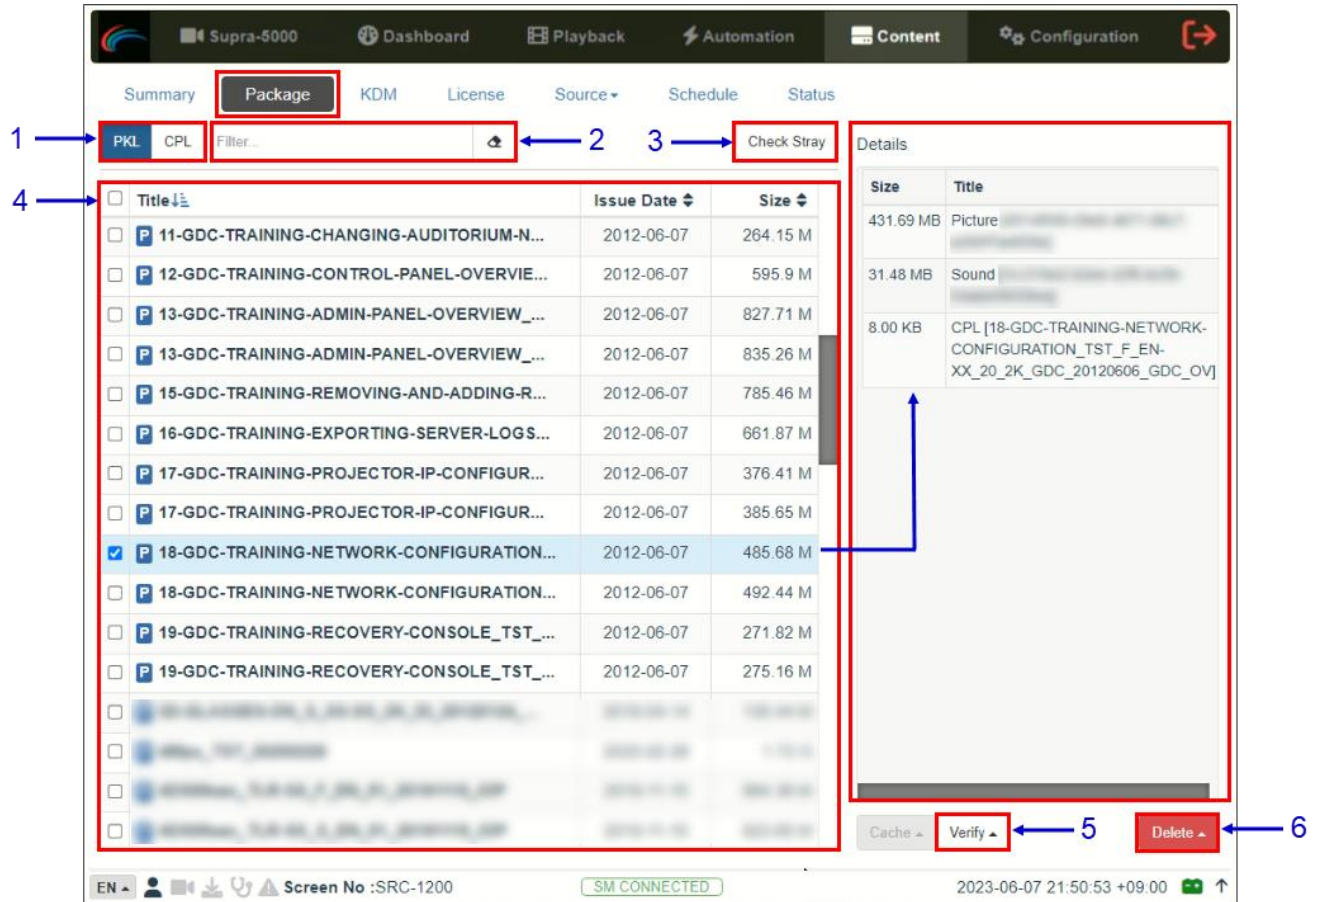 Supra-5000 Dashboard Playback Automation Content Configuration
Summary Package KDM License Source Schedule Status
1 PKL CPL Filter... 2 3 Check Stray
Details
4 Title Issue Date Size
11-GDC-TRAINING-CHANGING-AUDITORIUM-N... 2012-06-07 264.15 M
12-GDC-TRAINING-CONTROL-PANEL-OVERVIE... 2012-06-07 595.9 M
13-GDC-TRAINING-ADMIN-PANEL-OVERVIEW_... 2012-06-07 827.71 M
13-GDC-TRAINING-ADMIN-PANEL-OVERVIEW_... 2012-06-07 835.26 M
15-GDC-TRAINING-REMOVING-AND-ADDING-R... 2012-06-07 785.46 M
16-GDC-TRAINING-EXPORTING-SERVER-LOGS... 2012-06-07 661.87 M
17-GDC-TRAINING-PROJECTOR-IP-CONFIGUR... 2012-06-07 376.41 M
17-GDC-TRAINING-PROJECTOR-IP-CONFIGUR... 2012-06-07 385.65 M
18-GDC-TRAINING-NETWORK-CONFIGURATION... 2012-06-07 485.68 M
18-GDC-TRAINING-NETWORK-CONFIGURATION... 2012-06-07 492.44 M
19-GDC-TRAINING-RECOVERY-CONSOLE_TST_... 2012-06-07 271.82 M
19-GDC-TRAINING-RECOVERY-CONSOLE_TST_... 2012-06-07 275.16 M
Size Title
431.69 MB Picture
31.48 MB Sound
8.00 KB CPL [18-GDC-TRAINING-NETWORK-
CONFIGURATION_TST_F_EN-
XX_20_2K_GDC_20120606_GDC_OV]
Cache Verify 5 Delete 6
EN Screen No :SRC-1200 SM CONNECTED 2023-06-07 21:50:53 +09:00